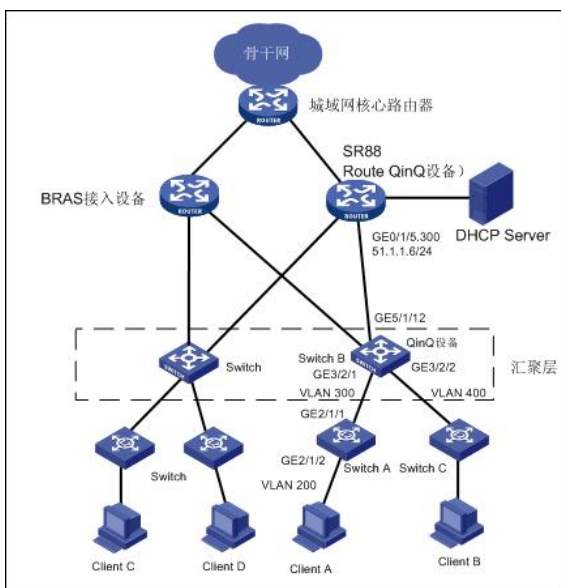 骨干网
城域网核心路由器
ROUTER
SR88
Route QinQ设备）
BRAS接入设备
ROUTER
ROUTER
DHCP Server
GE0/1/5.300
51.1.1.6/24
GE5/1/12
QinQ设备
Switch B
Switch
SWITCH
SWITCH
GE3/2/1
GE3/2/2
汇聚层
VLAN 300
VLAN 400
GE2/1/1
Switch
GE2/1/2
Switch A
Switch C
VLAN 200
Client C
Client D
Client A
Client B